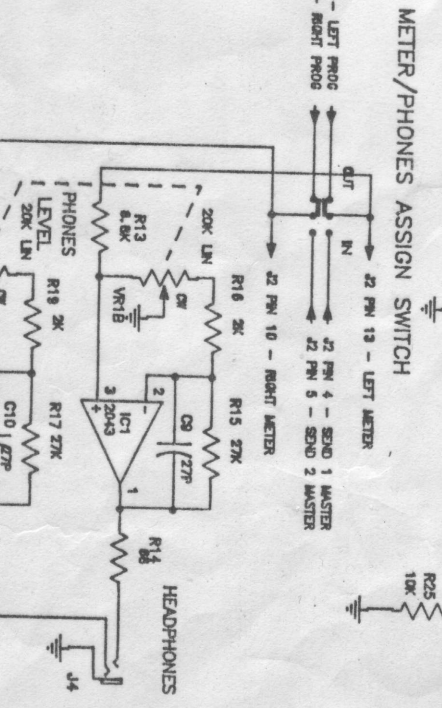 METER/PHONES ASSIGN SWITCH
- LEFT PROG
- RIGHT PROG
OUT
IN
J2 PIN 13 - LEFT METER
J2 PIN 4 - SEND 1 MASTER
J2 PIN 5 - SEND 2 MASTER
J2 PIN 10 - RIGHT METER
20K LIN
PHONES
LEVEL
20K LIN
R13
6.8K
CW
VR1B
R16
2K
R15
27K
C9
27P
3
2
+
-
IC1
2043
1
R14
R19 2K
R17 27K
C10
27P
CW
HEADPHONES
J4
R25
10K